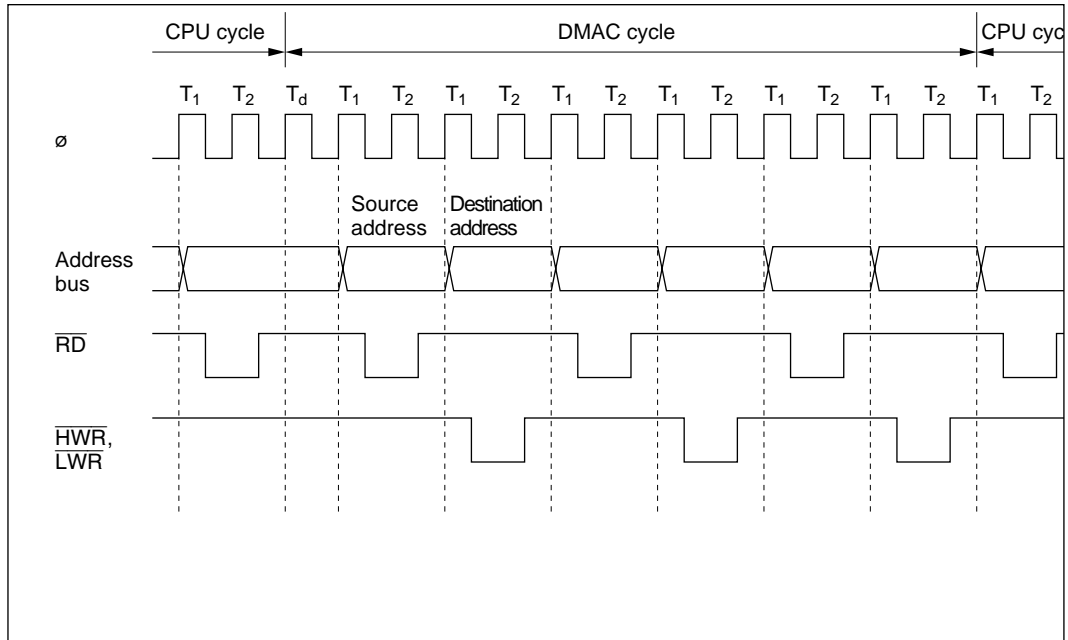 CPU cycle DMAC cycle CPU cyc
T₁ T₂ T_d T₁ T₂ T₁ T₂ T₁ T₂ T₁ T₂ T₁ T₂ T₁ T₂ T₁ T₂
ø
Source address
Destination address
Address
bus
RD
HWR,
LWR